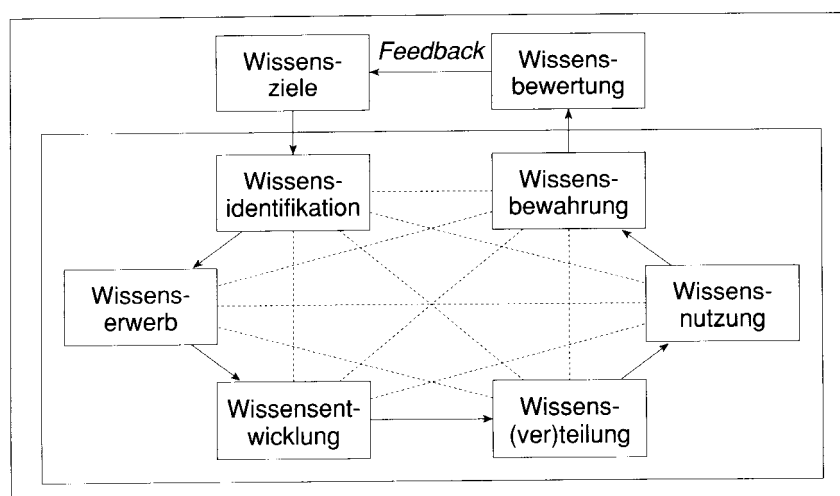 Wissens-
ziele
Feedback
Wissens-
bewertung
Wissens-
identifikation
Wissens-
bewahrung
Wissens-
erwerb
Wissens-
nutzung
Wissensent-
wicklung
Wissens-
(ver)teilung